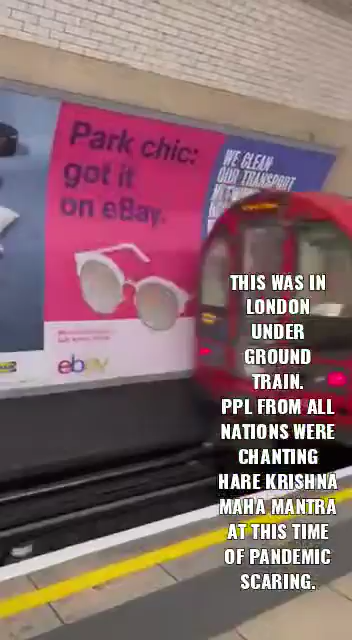 Park chic:
got it
on eBay.
WE CLEAN
OUR TRANSPORT
ebay
THIS WAS IN
LONDON
UNDER
GROUND
TRAIN.
PPL FROM ALL
NATIONS WERE
CHANTING
HARE KRISHNA
MAHA MANTRA
AT THIS TIME
OF PANDEMIC
SCARING.